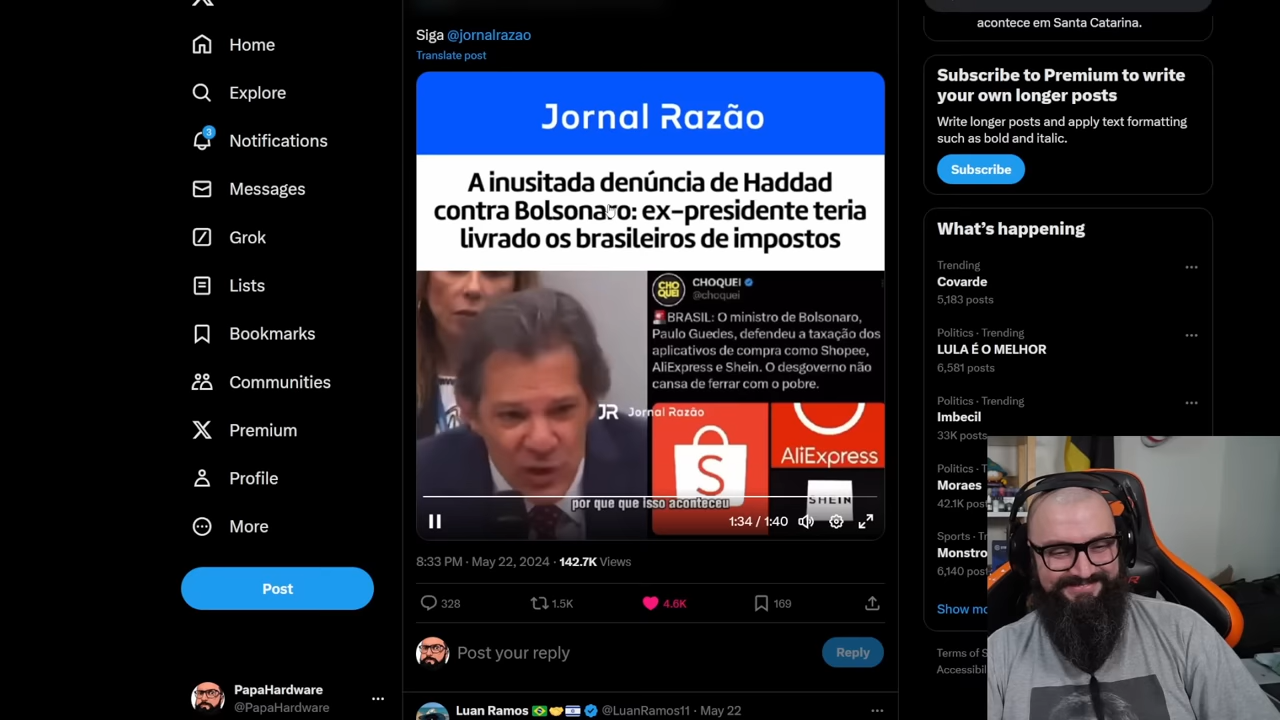 Home
Explore
3
Notifications
Messages
Grok
Lists
Bookmarks
Communities
Premium
Profile
More
Post
PapaHardware
@PapaHardware
Siga @jornalrazao
Translate post
Jornal Razão
A inusitada denúncia de Haddad
contra Bolsonaro: ex-presidente teria
livrado os brasileiros de impostos
CHO
QUEI
CHOQUEI
@choquei
🚨BRASIL: O ministro de Bolsonaro,
Paulo Guedes, defendeu a taxação dos
aplicativos de compra como Shopee,
AliExpress e Shein. O desgoverno não
cansa de ferrar com o pobre.
JR Jornal Razão
S
AliExpress
SHEIN
por que que isso aconteceu
1:34 / 1:40
8:33 PM · May 22, 2024 · 142.7K Views
328
1.5K
4.6K
169
Post your reply
Reply
Luan Ramos 🇧🇷🤝🇮🇱 @LuanRamos11 · May 22
acontece em Santa Catarina.
Subscribe to Premium to write
your own longer posts
Write longer posts and apply text formatting
such as bold and italic.
Subscribe
What's happening
Trending
Covarde
5,183 posts
Politics · Trending
LULA É O MELHOR
6,581 posts
Politics · Trending
Imbecil
33K posts
Politics · T
Moraes
42.1K posts
Sports · Tren
Monstro
6,140 post
Show mo
Terms of S
Accessibil